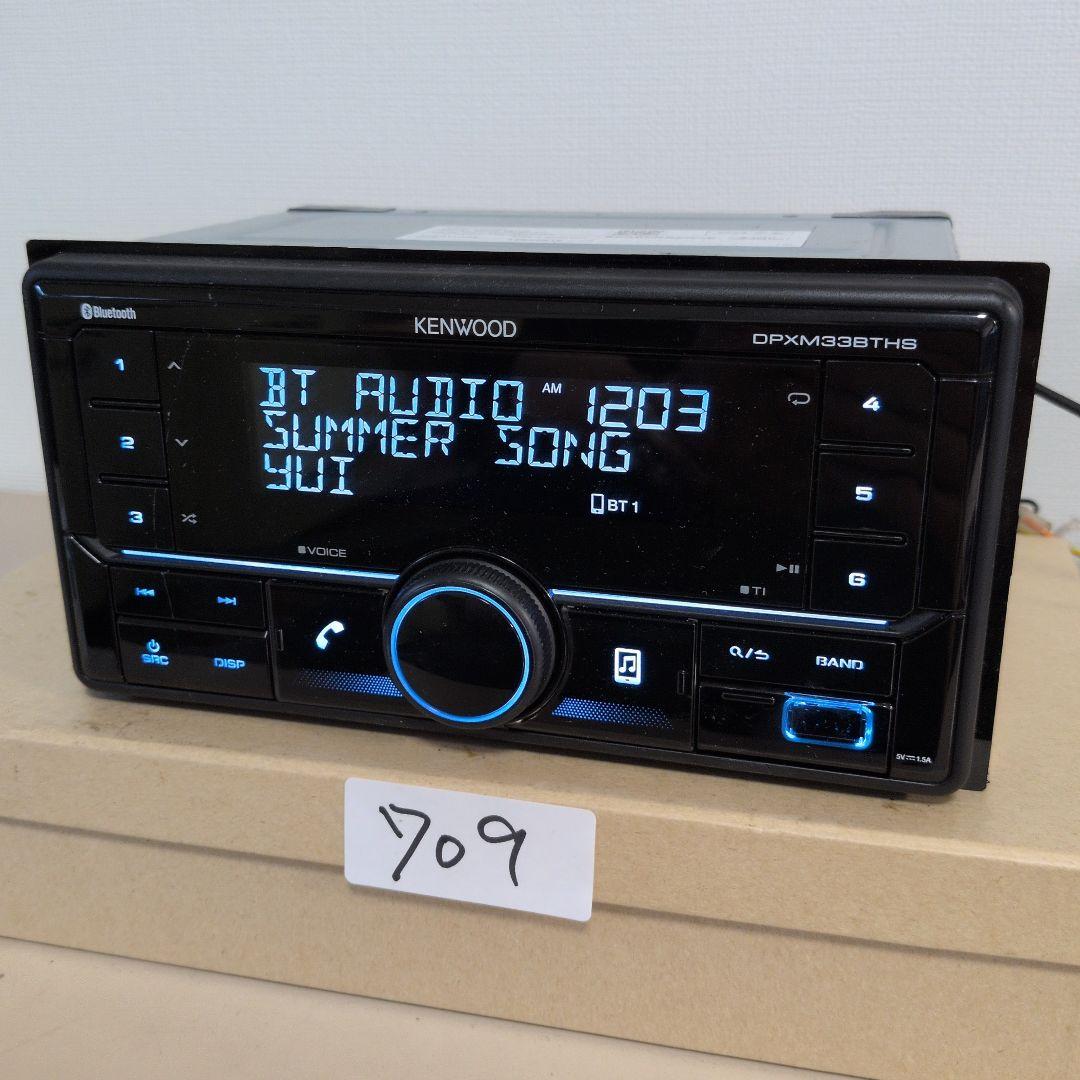 Bluetooth
KENWOOD
DPXM33BTHS
BT AUDIO AM 1203
SUMMER SONG
YUI
BT 1
1
2
3
4
5
6
VOICE
TI
SRC
DISP
BAND
5V 1.5A
709